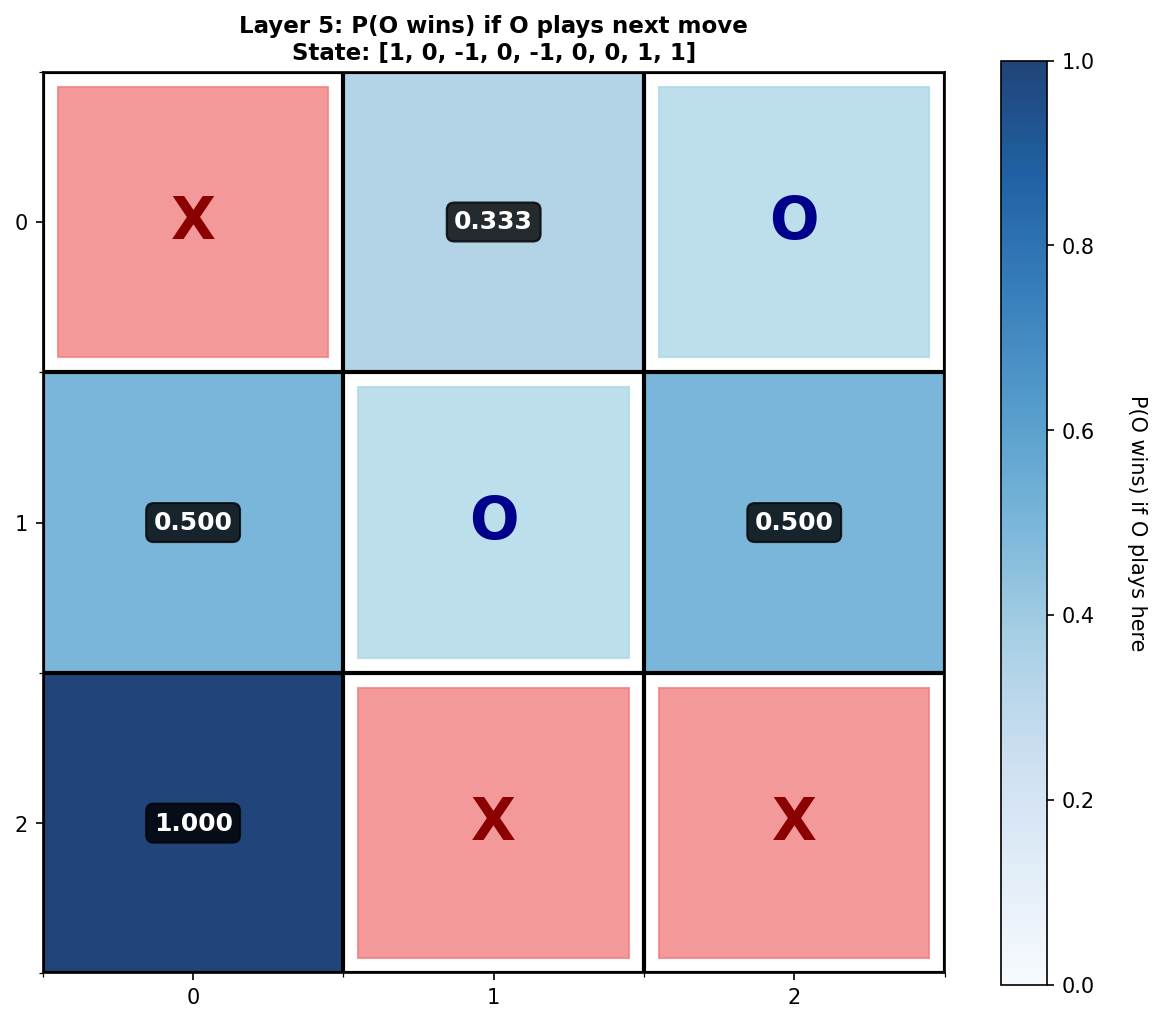 Layer 5: P(O wins) if O plays next move
State: [1, 0, -1, 0, -1, 0, 0, 1, 1]
X
0.333
O
0.500
O
0.500
1.000
X
X
0
1
2
0
1
2
1.0
0.8
0.6
0.4
0.2
0.0
P(O wins) if O plays here